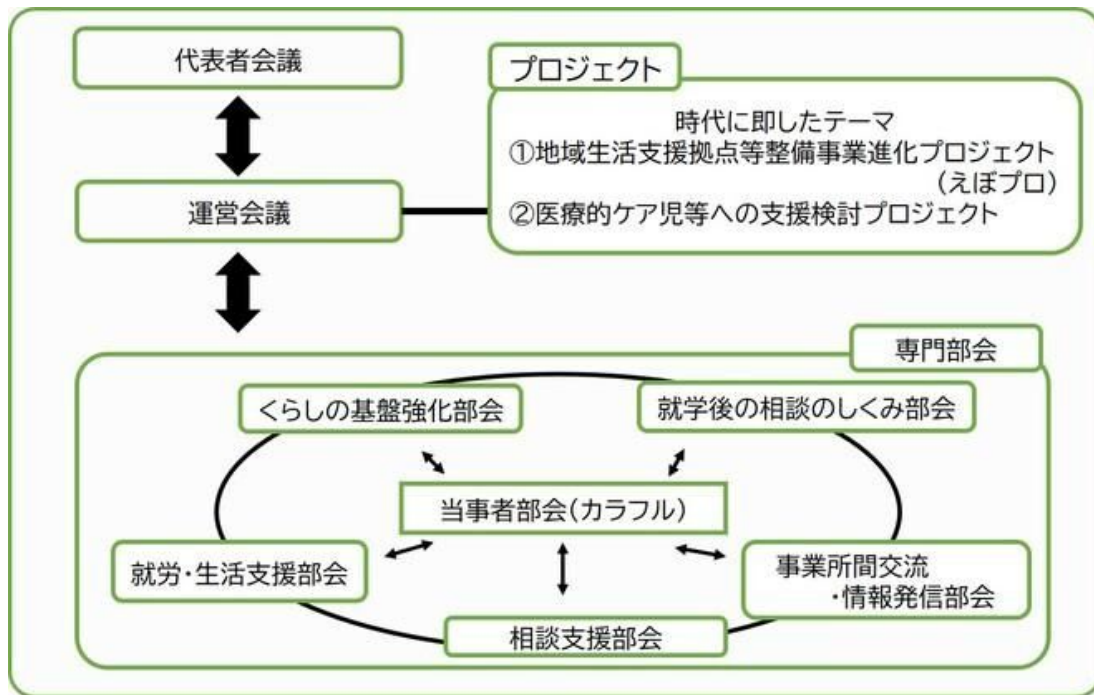 代表者会議
プロジェクト
時代に即したテーマ
①地域生活支援拠点等整備事業進化プロジェクト
(えぼプロ)
②医療的ケア児等への支援検討プロジェクト
運営会議
専門部会
くらしの基盤強化部会
就学後の相談のしくみ部会
当事者部会(カラフル)
就労・生活支援部会
事業所間交流
・情報発信部会
相談支援部会